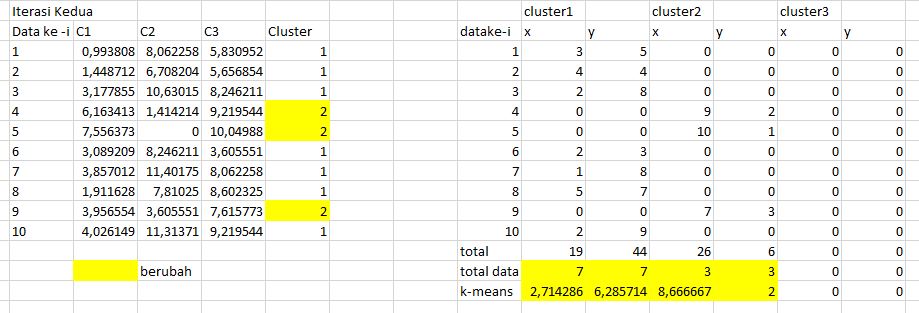 Iterasi Kedua cluster1 cluster2 cluster3
Data ke -i C1 C2 C3 Cluster datake-i x y x y x y
1 0,993808 8,062258 5,830952 1 1 3 5 0 0 0 0
2 1,448712 6,708204 5,656854 1 2 4 4 0 0 0 0
3 3,177855 10,63015 8,246211 1 3 2 8 0 0 0 0
4 6,163413 1,414214 9,219544 2 4 0 0 9 2 0 0
5 7,556373 0 10,04988 2 5 0 0 10 1 0 0
6 3,089209 8,246211 3,605551 1 6 2 3 0 0 0 0
7 3,857012 11,40175 8,062258 1 7 1 8 0 0 0 0
8 1,911628 7,81025 8,602325 1 8 5 7 0 0 0 0
9 3,956554 3,605551 7,615773 2 9 0 0 7 3 0 0
10 4,026149 11,31371 9,219544 1 10 2 9 0 0 0 0
total 19 44 26 6 0 0
berubah total data 7 7 3 3 0 0
k-means 2,714286 6,285714 8,666667 2 0 0